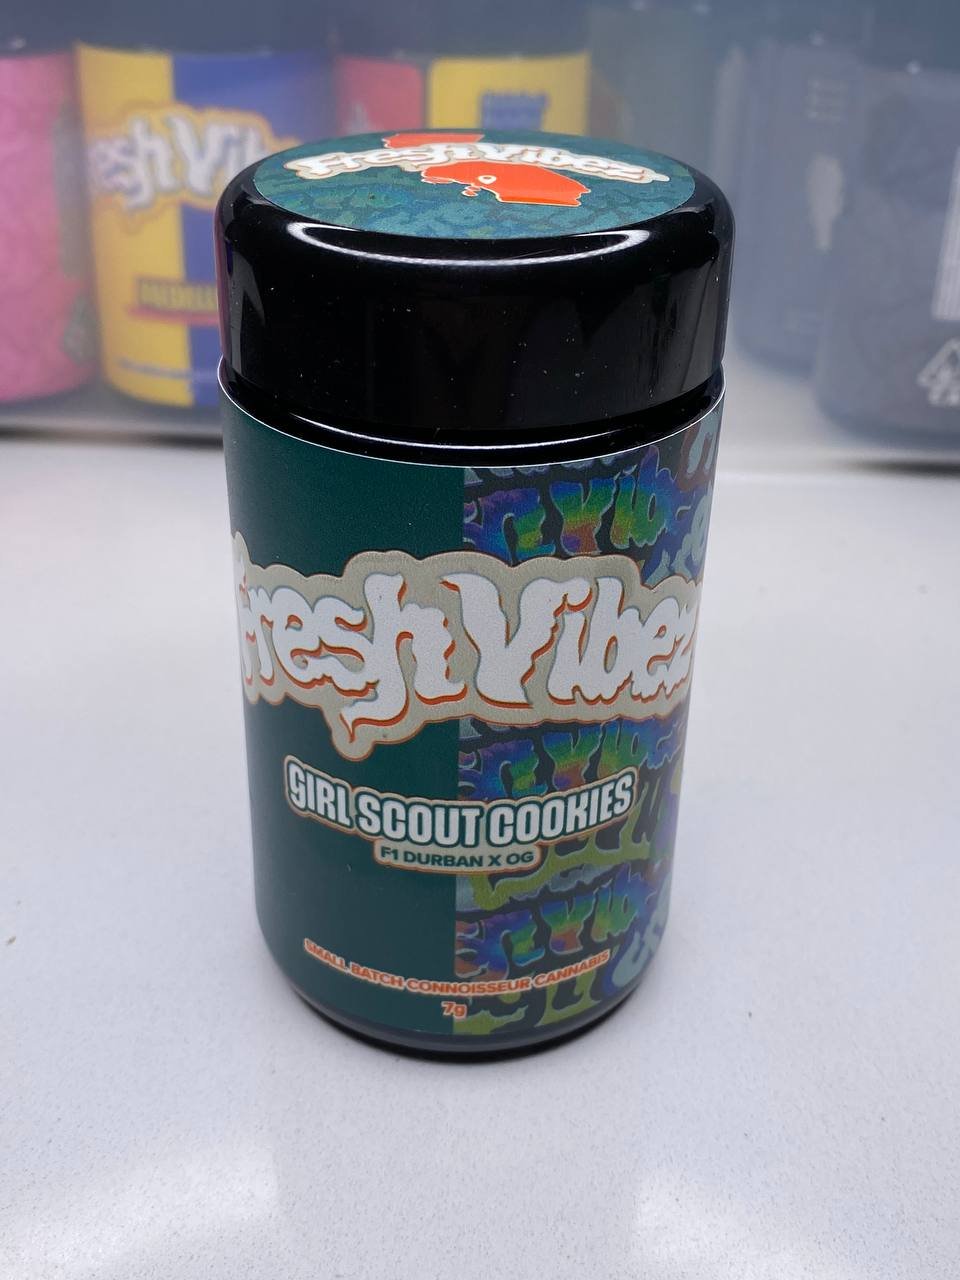 FreshVibez
FreshVibez
GIRL SCOUT COOKIES
F1 DURBAN X OG
SMALL BATCH CONNOISSEUR CANNABIS
7g